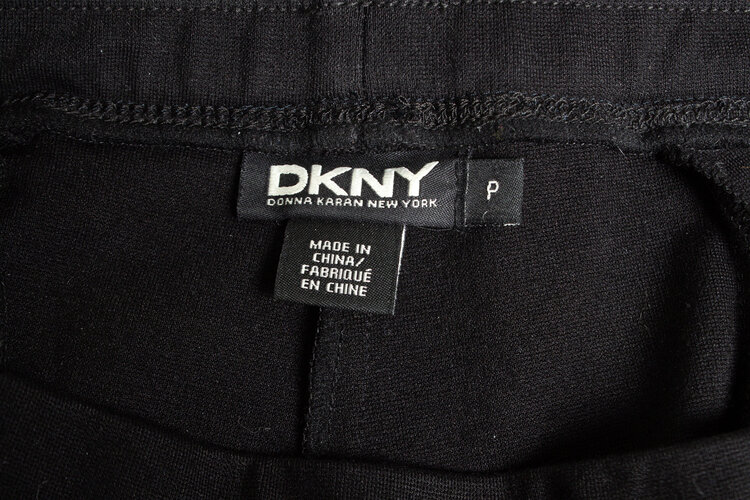 DKNY
DONNA KARAN NEW YORK
P
MADE IN
CHINA/
FABRIQUÉ
EN CHINE